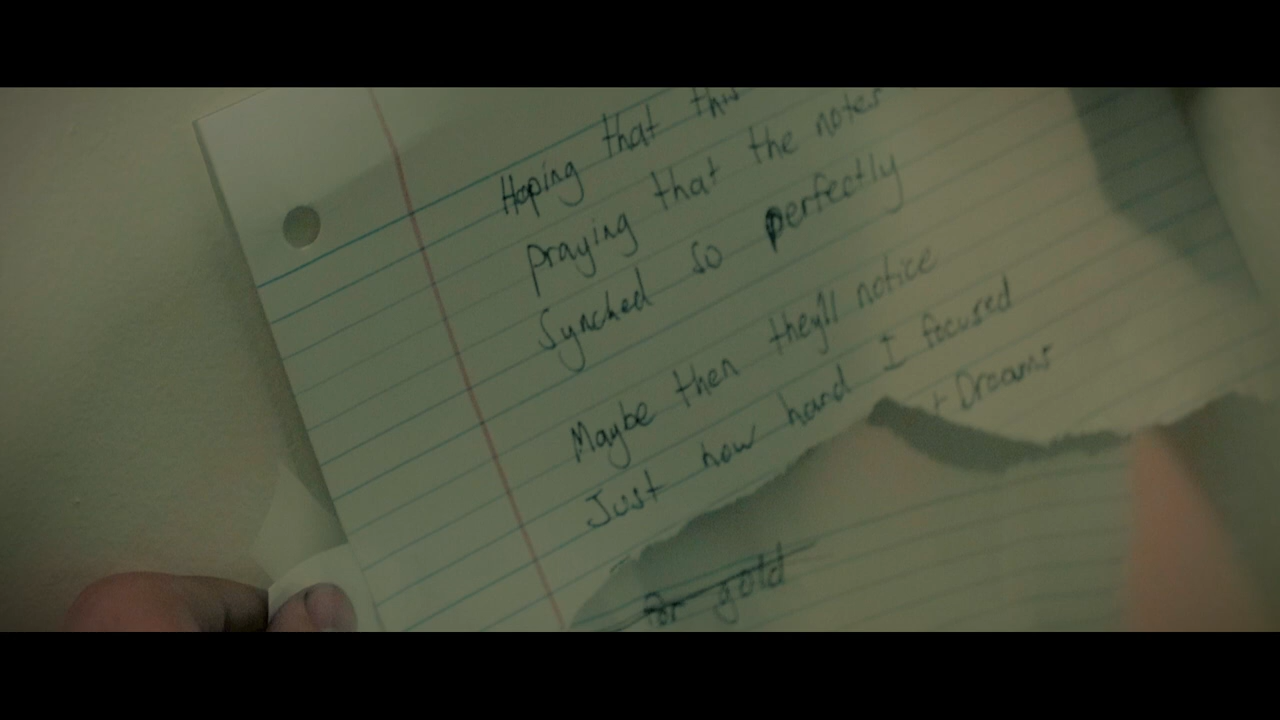 Hoping that this
praying that the notes
Synched so perfectly
Maybe then they'll notice
Just how hard I focused
Dreams
for gold